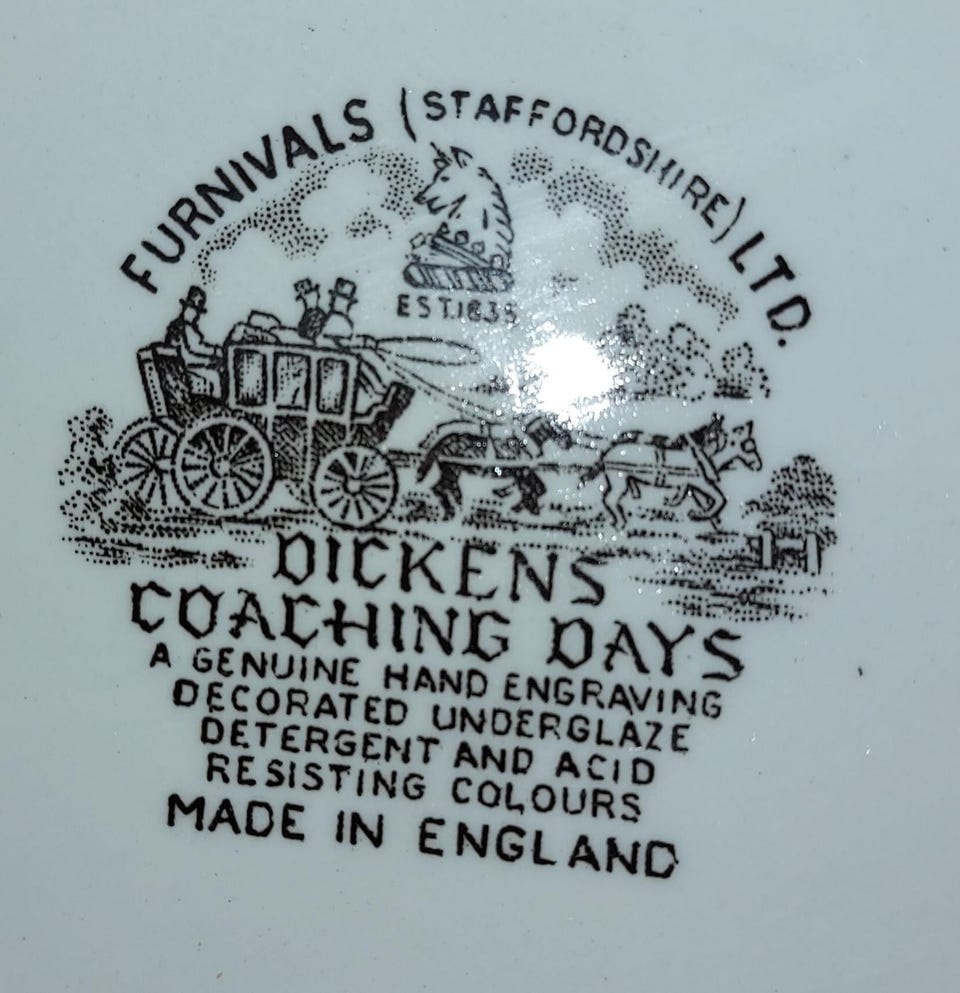 FURNIVALS (STAFFORDSHIRE) LTD.
EST. 1835
DICKENS
COACHING DAYS
A GENUINE HAND ENGRAVING
DECORATED UNDERGLAZE
DETERGENT AND ACID
RESISTING COLOURS
MADE IN ENGLAND